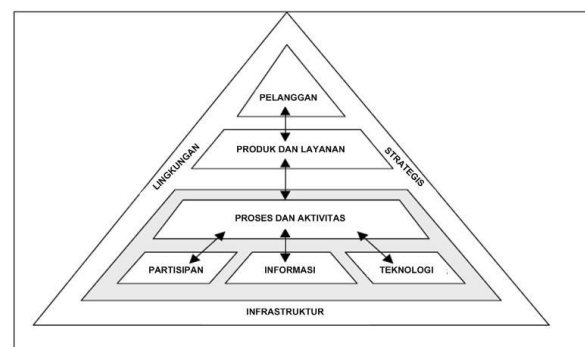 PELANGGAN
LINGKUNGAN
STRATEGIS
PRODUK DAN LAYANAN
PROSES DAN AKTIVITAS
PARTISIPAN
INFORMASI
TEKNOLOGI
INFRASTRUKTUR